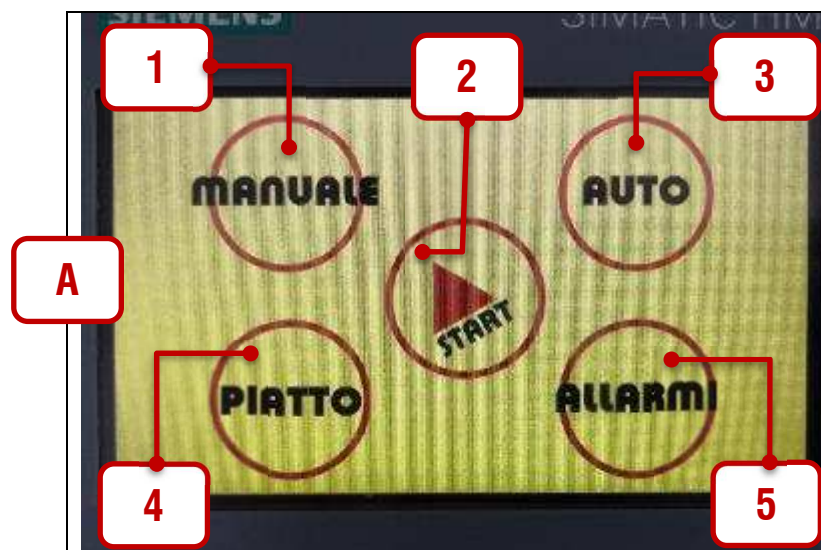 SIEMENS
SIMATIC HMI
1
2
3
MANUALE
AUTO
A
START
PIATTO
ALLARMI
4
5